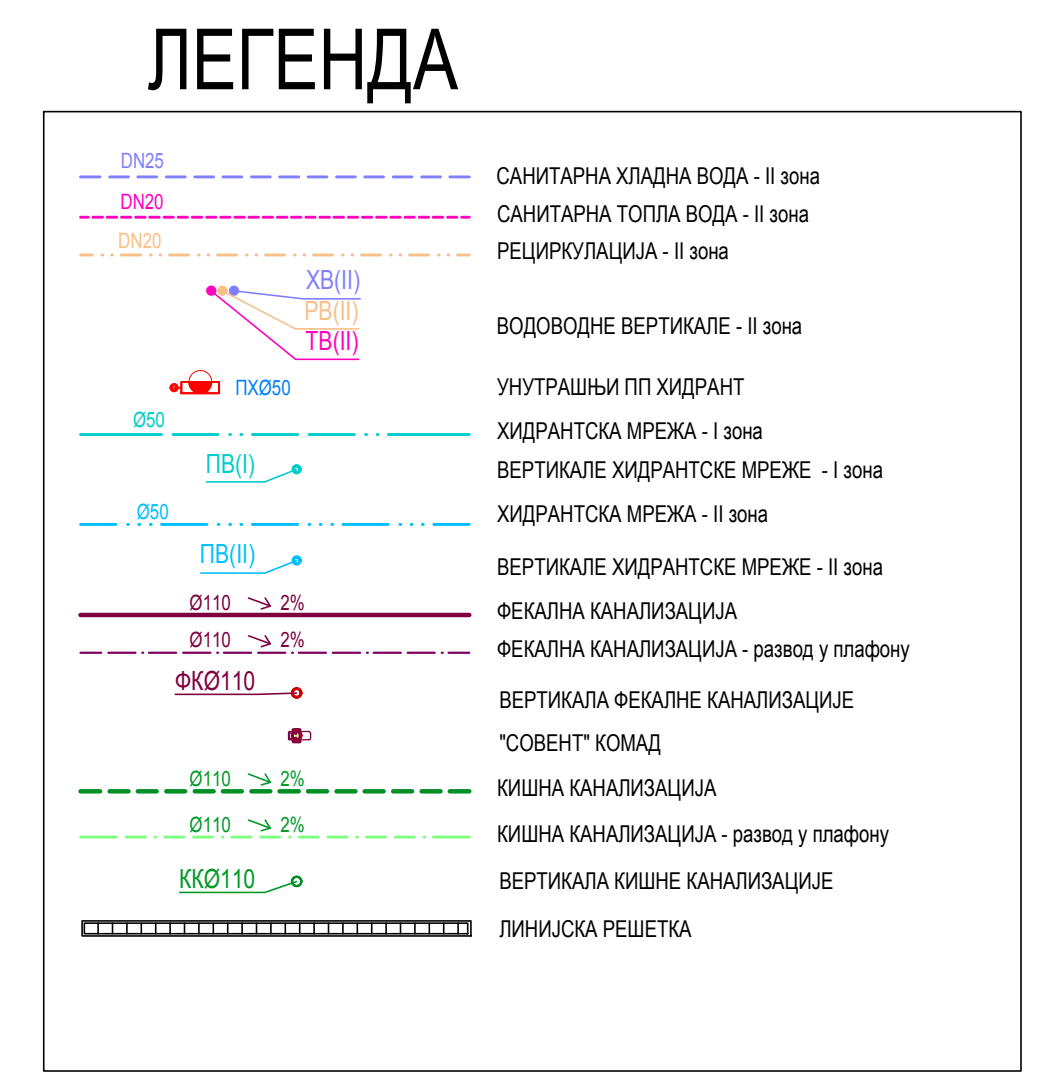 ЛЕГЕНДА
DN25
САНИТАРНА ХЛАДНА ВОДА - II зона
DN20
САНИТАРНА ТОПЛА ВОДА - II зона
DN20
РЕЦИРКУЛАЦИЈА - II зона
ХВ(II)
РВ(II)
ТВ(II)
ВОДОВОДНЕ ВЕРТИКАЛЕ - II зона
ПХØ50
УНУТРАШЊИ ПП ХИДРАНТ
Ø50
ХИДРАНТСКА МРЕЖА - I зона
ПВ(I)
ВЕРТИКАЛЕ ХИДРАНТСКЕ МРЕЖЕ - I зона
Ø50
ХИДРАНТСКА МРЕЖА - II зона
ПВ(II)
ВЕРТИКАЛЕ ХИДРАНТСКЕ МРЕЖЕ - II зона
Ø110 ↘ 2%
ФЕКАЛНА КАНАЛИЗАЦИЈА
Ø110 ↘ 2%
ФЕКАЛНА КАНАЛИЗАЦИЈА - развод у плафону
ФКØ110
ВЕРТИКАЛА ФЕКАЛНЕ КАНАЛИЗАЦИЈЕ
"СОВЕНТ" КОМАД
Ø110 ↘ 2%
КИШНА КАНАЛИЗАЦИЈА
Ø110 ↘ 2%
КИШНА КАНАЛИЗАЦИЈА - развод у плафону
ККØ110
ВЕРТИКАЛА КИШНЕ КАНАЛИЗАЦИЈЕ
ЛИНИЈСКА РЕШЕТКА